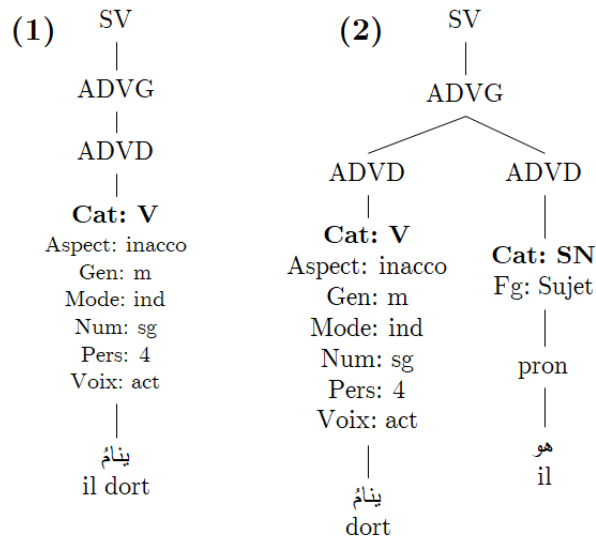 (1)
SV
ADVG
ADVD
Cat: V
Aspect: inacco
Gen: m
Mode: ind
Num: sg
Pers: 4
Voix: act
ينامُ
il dort
(2)
SV
ADVG
ADVD
Cat: V
Aspect: inacco
Gen: m
Mode: ind
Num: sg
Pers: 4
Voix: act
ينامُ
dort
ADVD
Cat: SN
Fg: Sujet
pron
هو
il